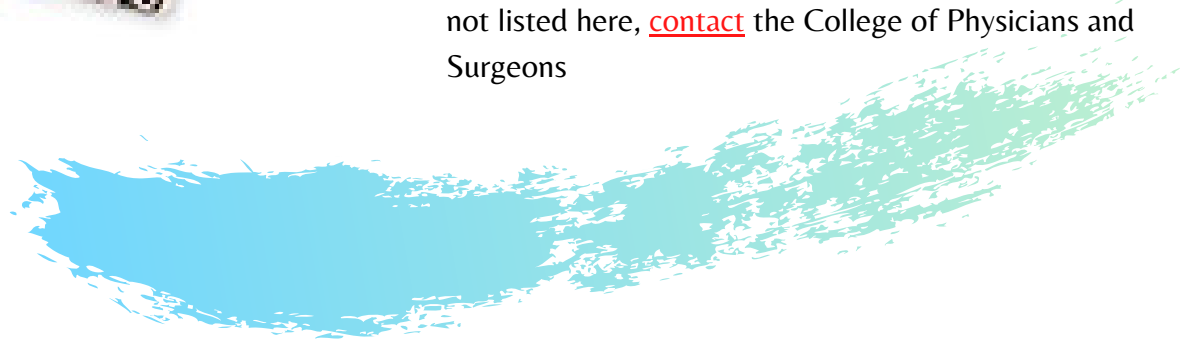 not listed here, contact the College of Physicians and
Surgeons